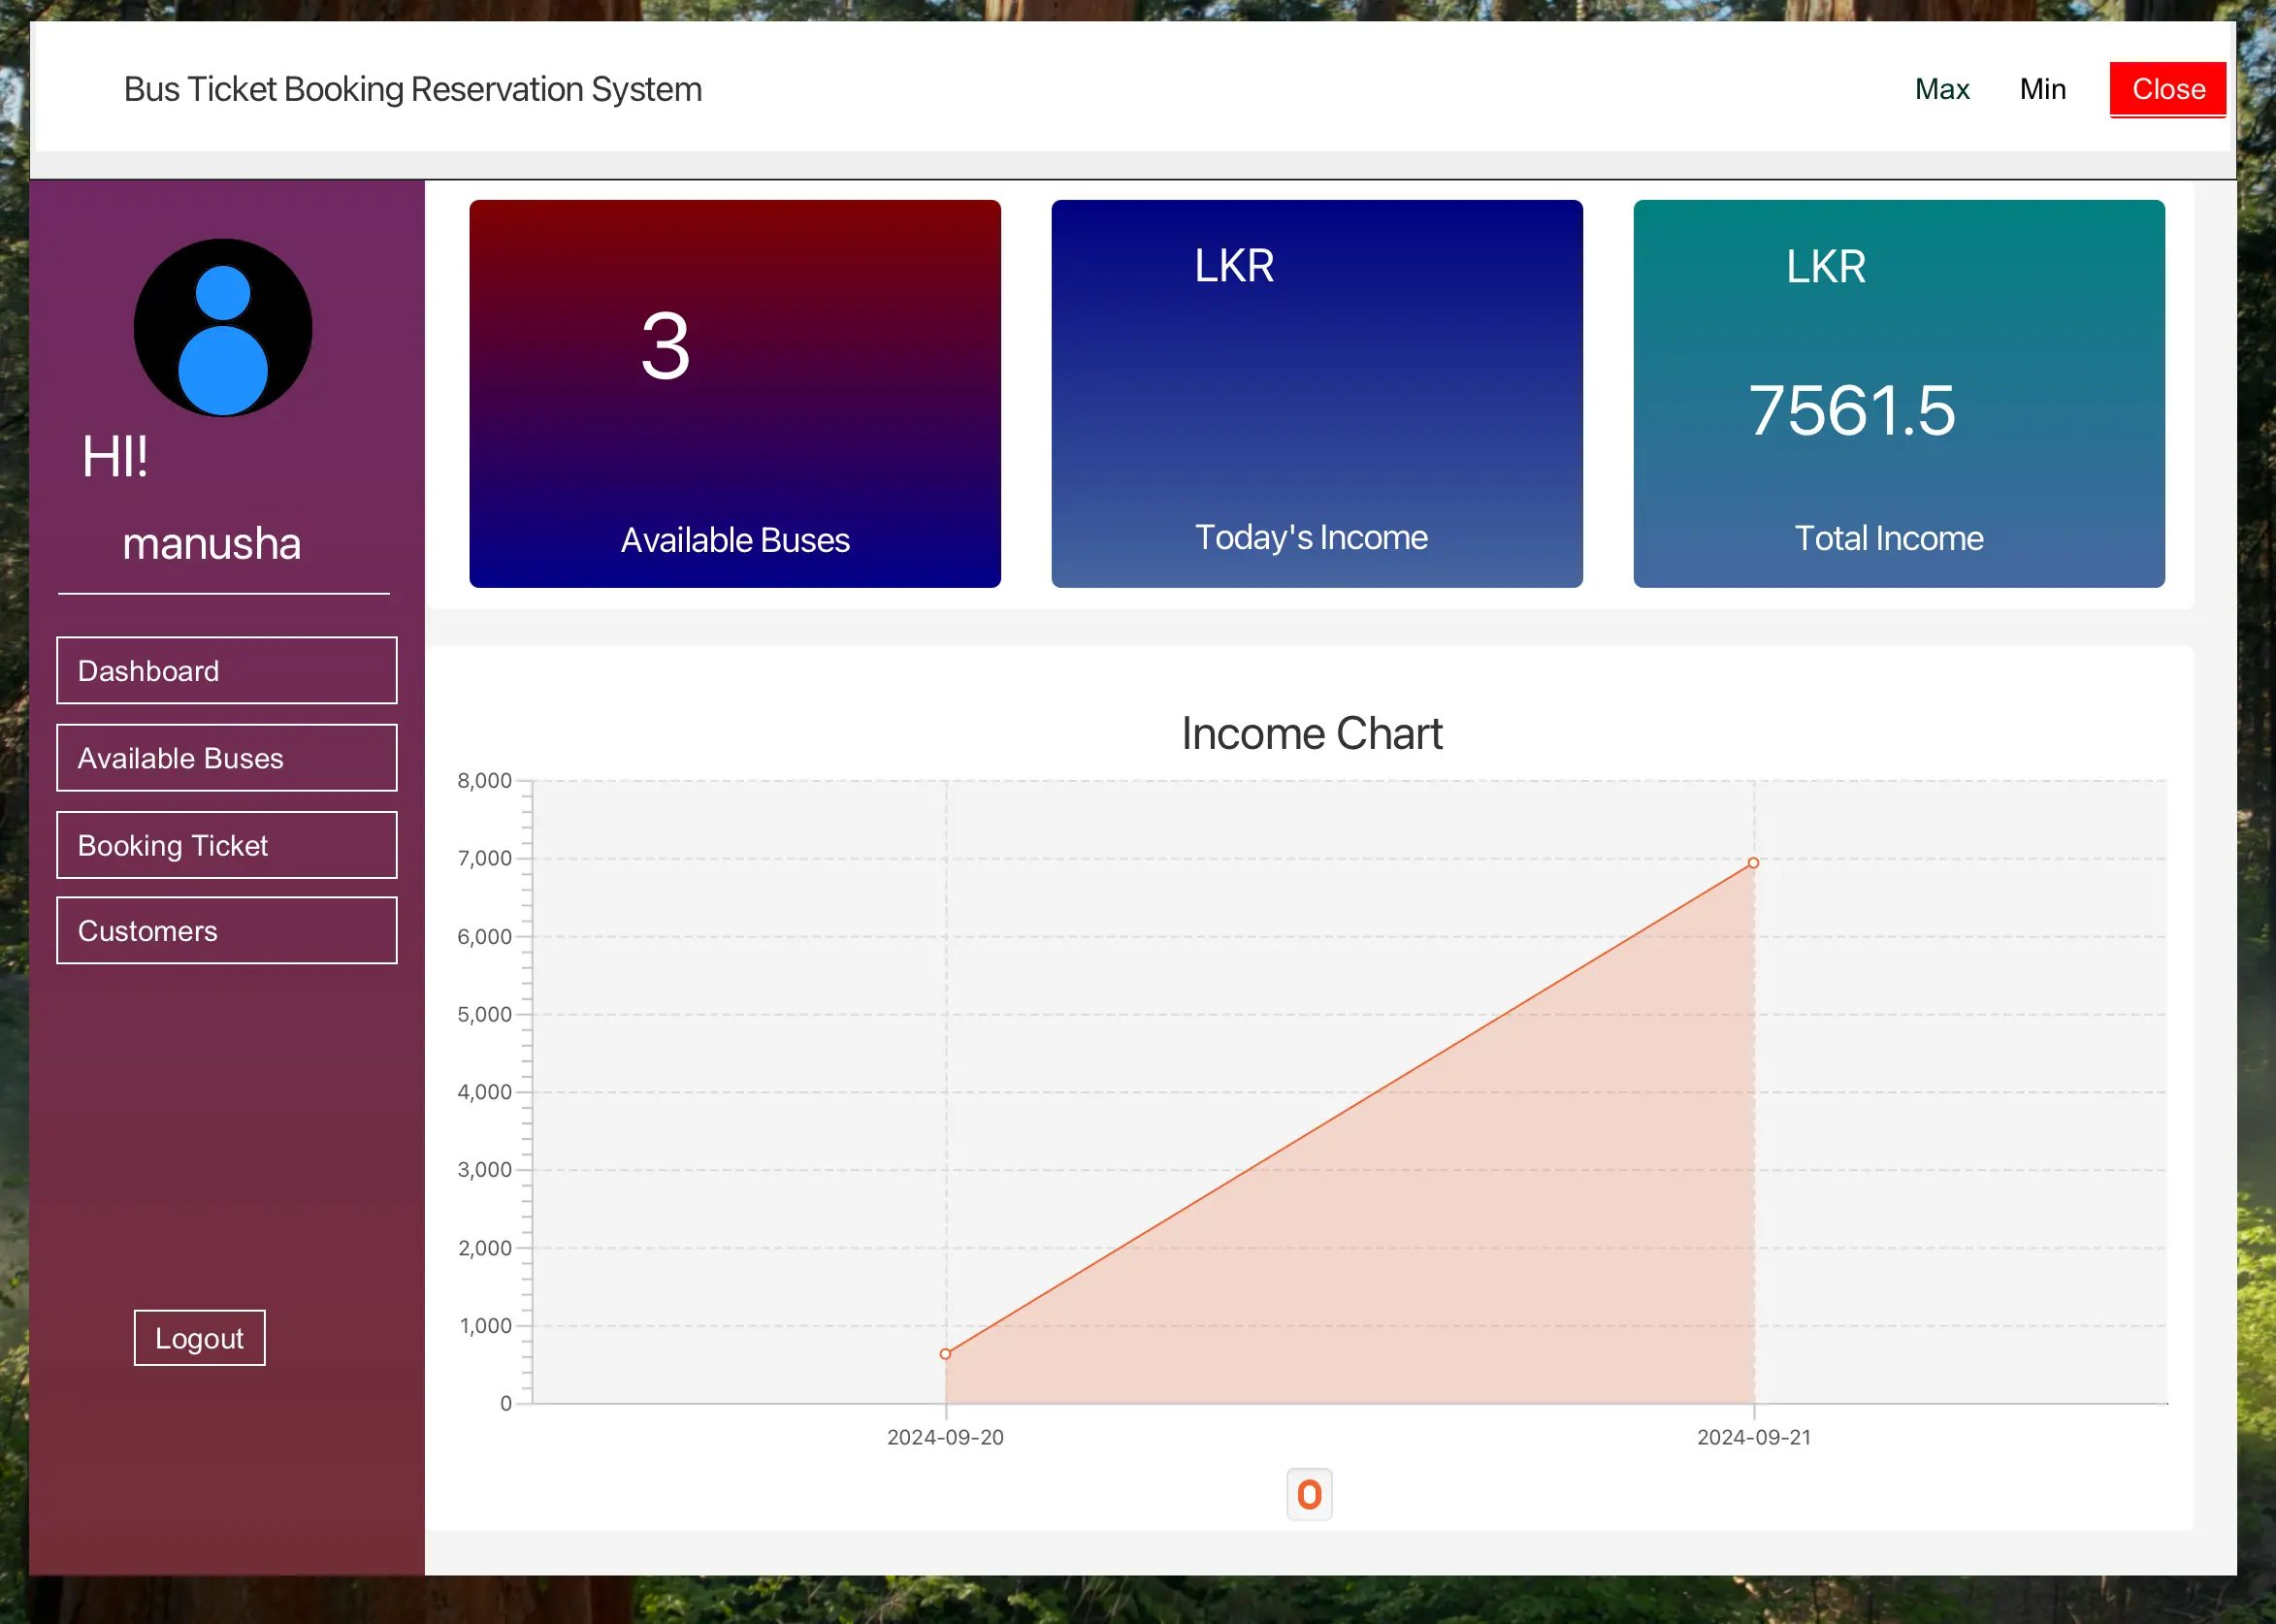 Bus Ticket Booking Reservation System
Max Min Close
HI!
manusha
Dashboard
Available Buses
Booking Ticket
Customers
Logout
3
Available Buses
LKR
Today's Income
LKR
7561.5
Total Income
Income Chart
8,000
7,000
6,000
5,000
4,000
3,000
2,000
1,000
0
2024-09-20 2024-09-21